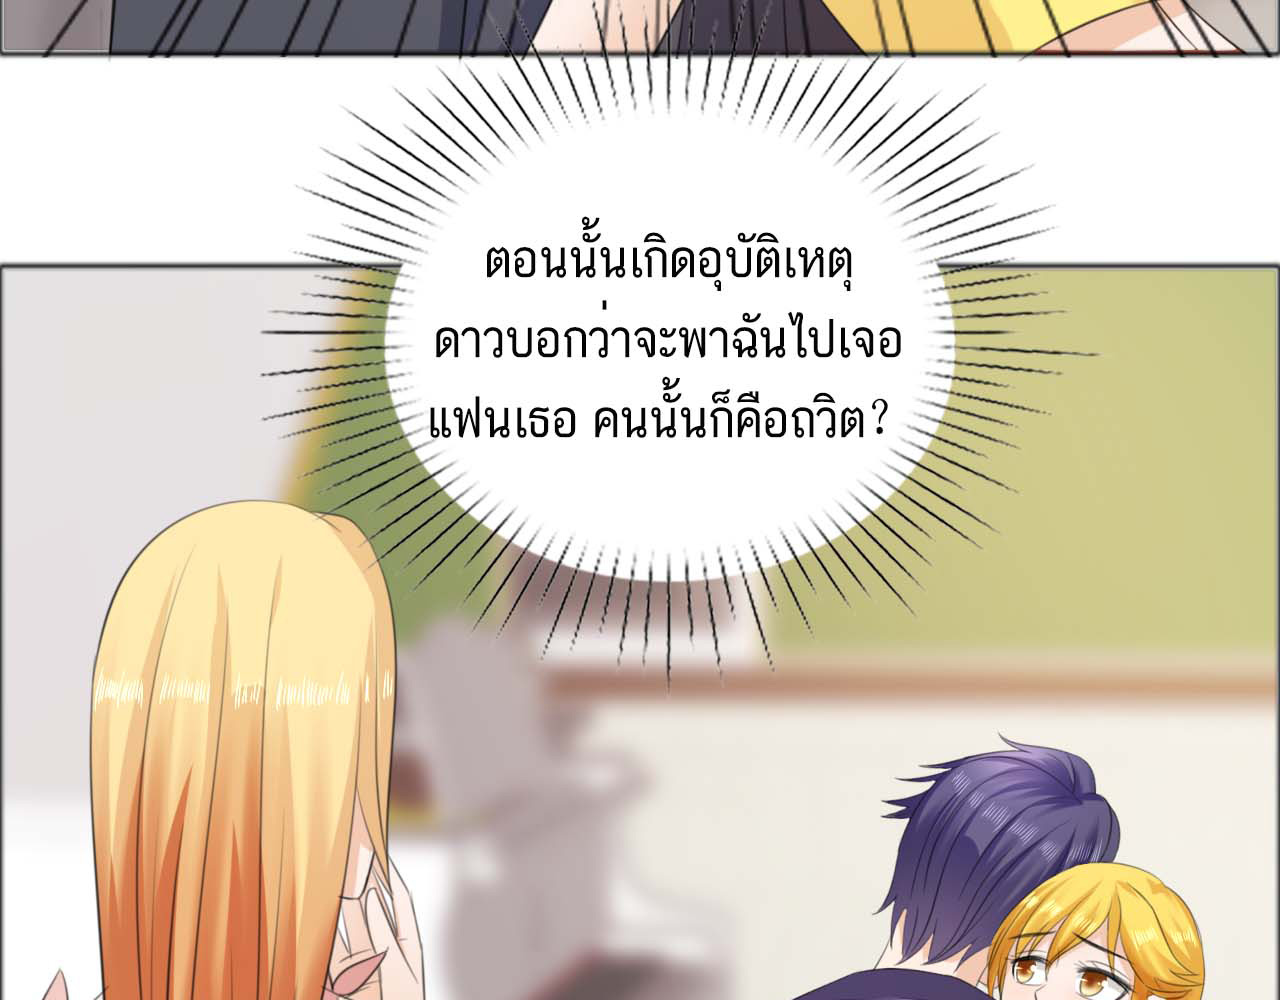 ตอนนั้นเกิดอุบัติเหตุ
ดาวบอกว่าจะพาฉันไปเจอ
แฟนเธอ คนนั้นก็คือถวิต?